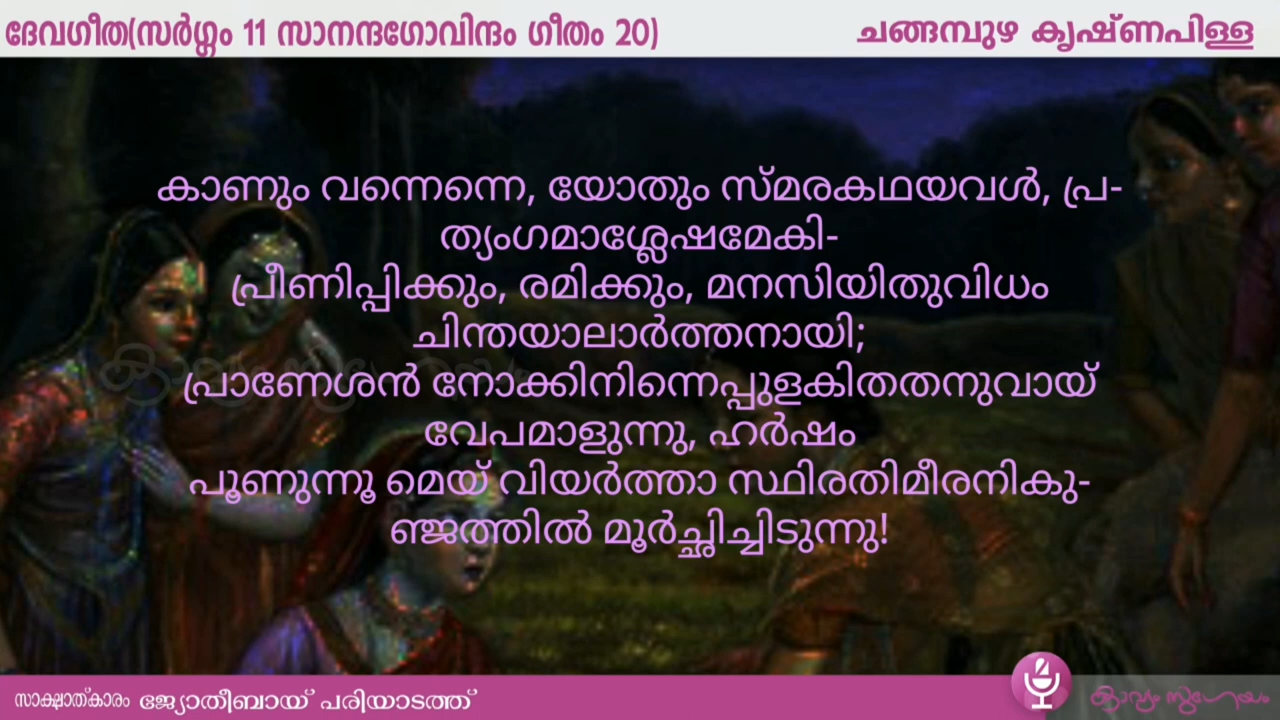 ദേവഗീത(സർഗ്ഗം 11 സാനന്ദഗോവിന്ദം ഗീതം 20)
ചങ്ങമ്പുഴ കൃഷ്ണപിള്ള
കാണും വന്നെന്നെ, യോതും സ്മരകഥയവൾ, പ്ര-
ത്യംഗമാശ്ലേഷമേകി-
പ്രീണിപ്പിക്കും, രമിക്കും, മനസിയിതുവിധം
ചിന്തയാലാർത്തനായി;
പ്രാണേശൻ നോക്കിനിന്നെപ്പുളകിതതനുവായ്
വേപമാളുന്നു, ഹർഷം
പൂണുന്നൂ മെയ് വിയർത്താ സ്ഥിരതിമീരനികു-
ഞ്ജത്തിൽ മൂർച്ഛിച്ചിടുന്നു!
സാക്ഷാത്കാരം ജ്യോതീബായ് പരിയാടത്ത്
കാവ്യം സുഗേയം